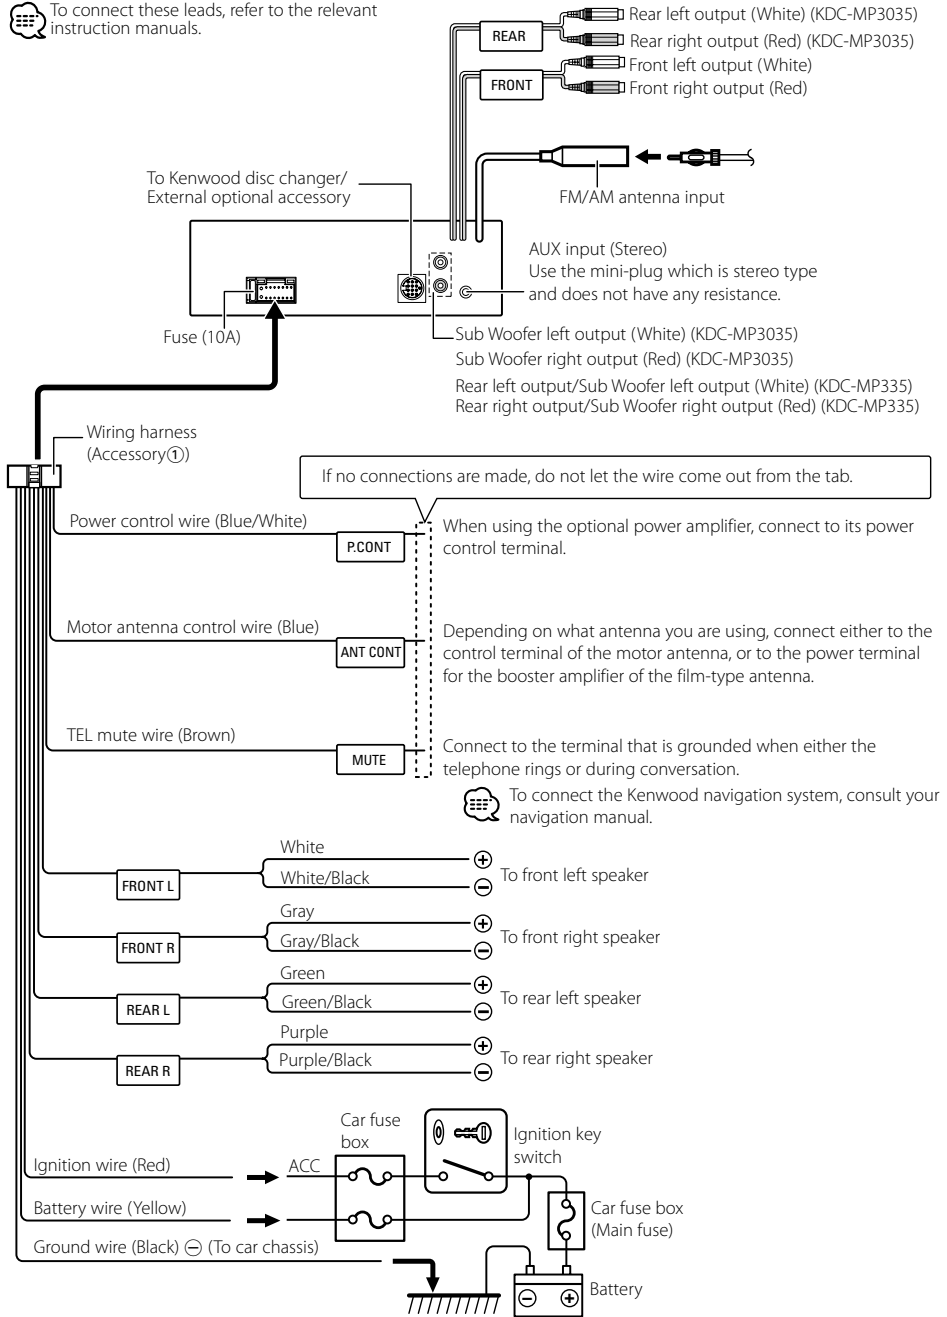 To connect these leads, refer to the relevant
instruction manuals.
REAR
Rear left output (White) (KDC-MP3035)
Rear right output (Red) (KDC-MP3035)
FRONT
Front left output (White)
Front right output (Red)
FM/AM antenna input
To Kenwood disc changer/
External optional accessory
AUX input (Stereo)
Use the mini-plug which is stereo type
and does not have any resistance.
Fuse (10A)
Sub Woofer left output (White) (KDC-MP3035)
Sub Woofer right output (Red) (KDC-MP3035)
Rear left output/Sub Woofer left output (White) (KDC-MP335)
Rear right output/Sub Woofer right output (Red) (KDC-MP335)
Wiring harness
(Accessory①)
If no connections are made, do not let the wire come out from the tab.
Power control wire (Blue/White)
P.CONT
When using the optional power amplifier, connect to its power
control terminal.
Motor antenna control wire (Blue)
ANT CONT
Depending on what antenna you are using, connect either to the
control terminal of the motor antenna, or to the power terminal
for the booster amplifier of the film-type antenna.
TEL mute wire (Brown)
MUTE
Connect to the terminal that is grounded when either the
telephone rings or during conversation.
To connect the Kenwood navigation system, consult your
navigation manual.
FRONT L
White
White/Black
⊕
⊖
To front left speaker
FRONT R
Gray
Gray/Black
⊕
⊖
To front right speaker
REAR L
Green
Green/Black
⊕
⊖
To rear left speaker
REAR R
Purple
Purple/Black
⊕
⊖
To rear right speaker
Car fuse
box
Ignition key
switch
Ignition wire (Red)
ACC
Battery wire (Yellow)
Car fuse box
(Main fuse)
Ground wire (Black) ⊖ (To car chassis)
Battery
⊖ ⊕